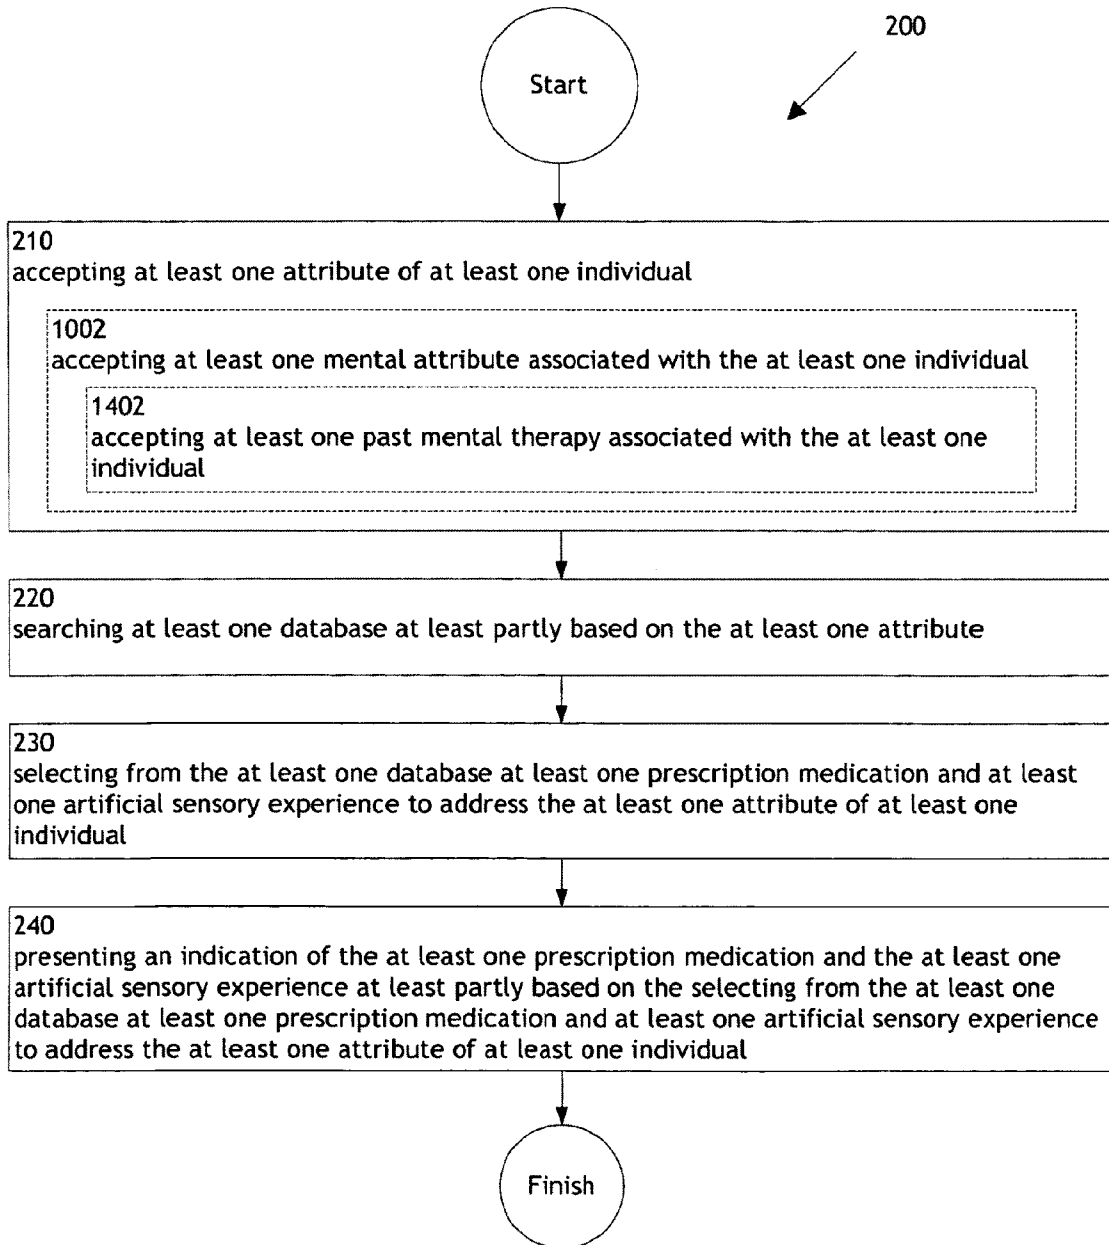 200
Start
210
accepting at least one attribute of at least one individual
1002
accepting at least one mental attribute associated with the at least one individual
1402
accepting at least one past mental therapy associated with the at least one
individual
220
searching at least one database at least partly based on the at least one attribute
230
selecting from the at least one database at least one prescription medication and at least
one artificial sensory experience to address the at least one attribute of at least one
individual
240
presenting an indication of the at least one prescription medication and the at least one
artificial sensory experience at least partly based on the selecting from the at least one
database at least one prescription medication and at least one artificial sensory experience
to address the at least one attribute of at least one individual
Finish